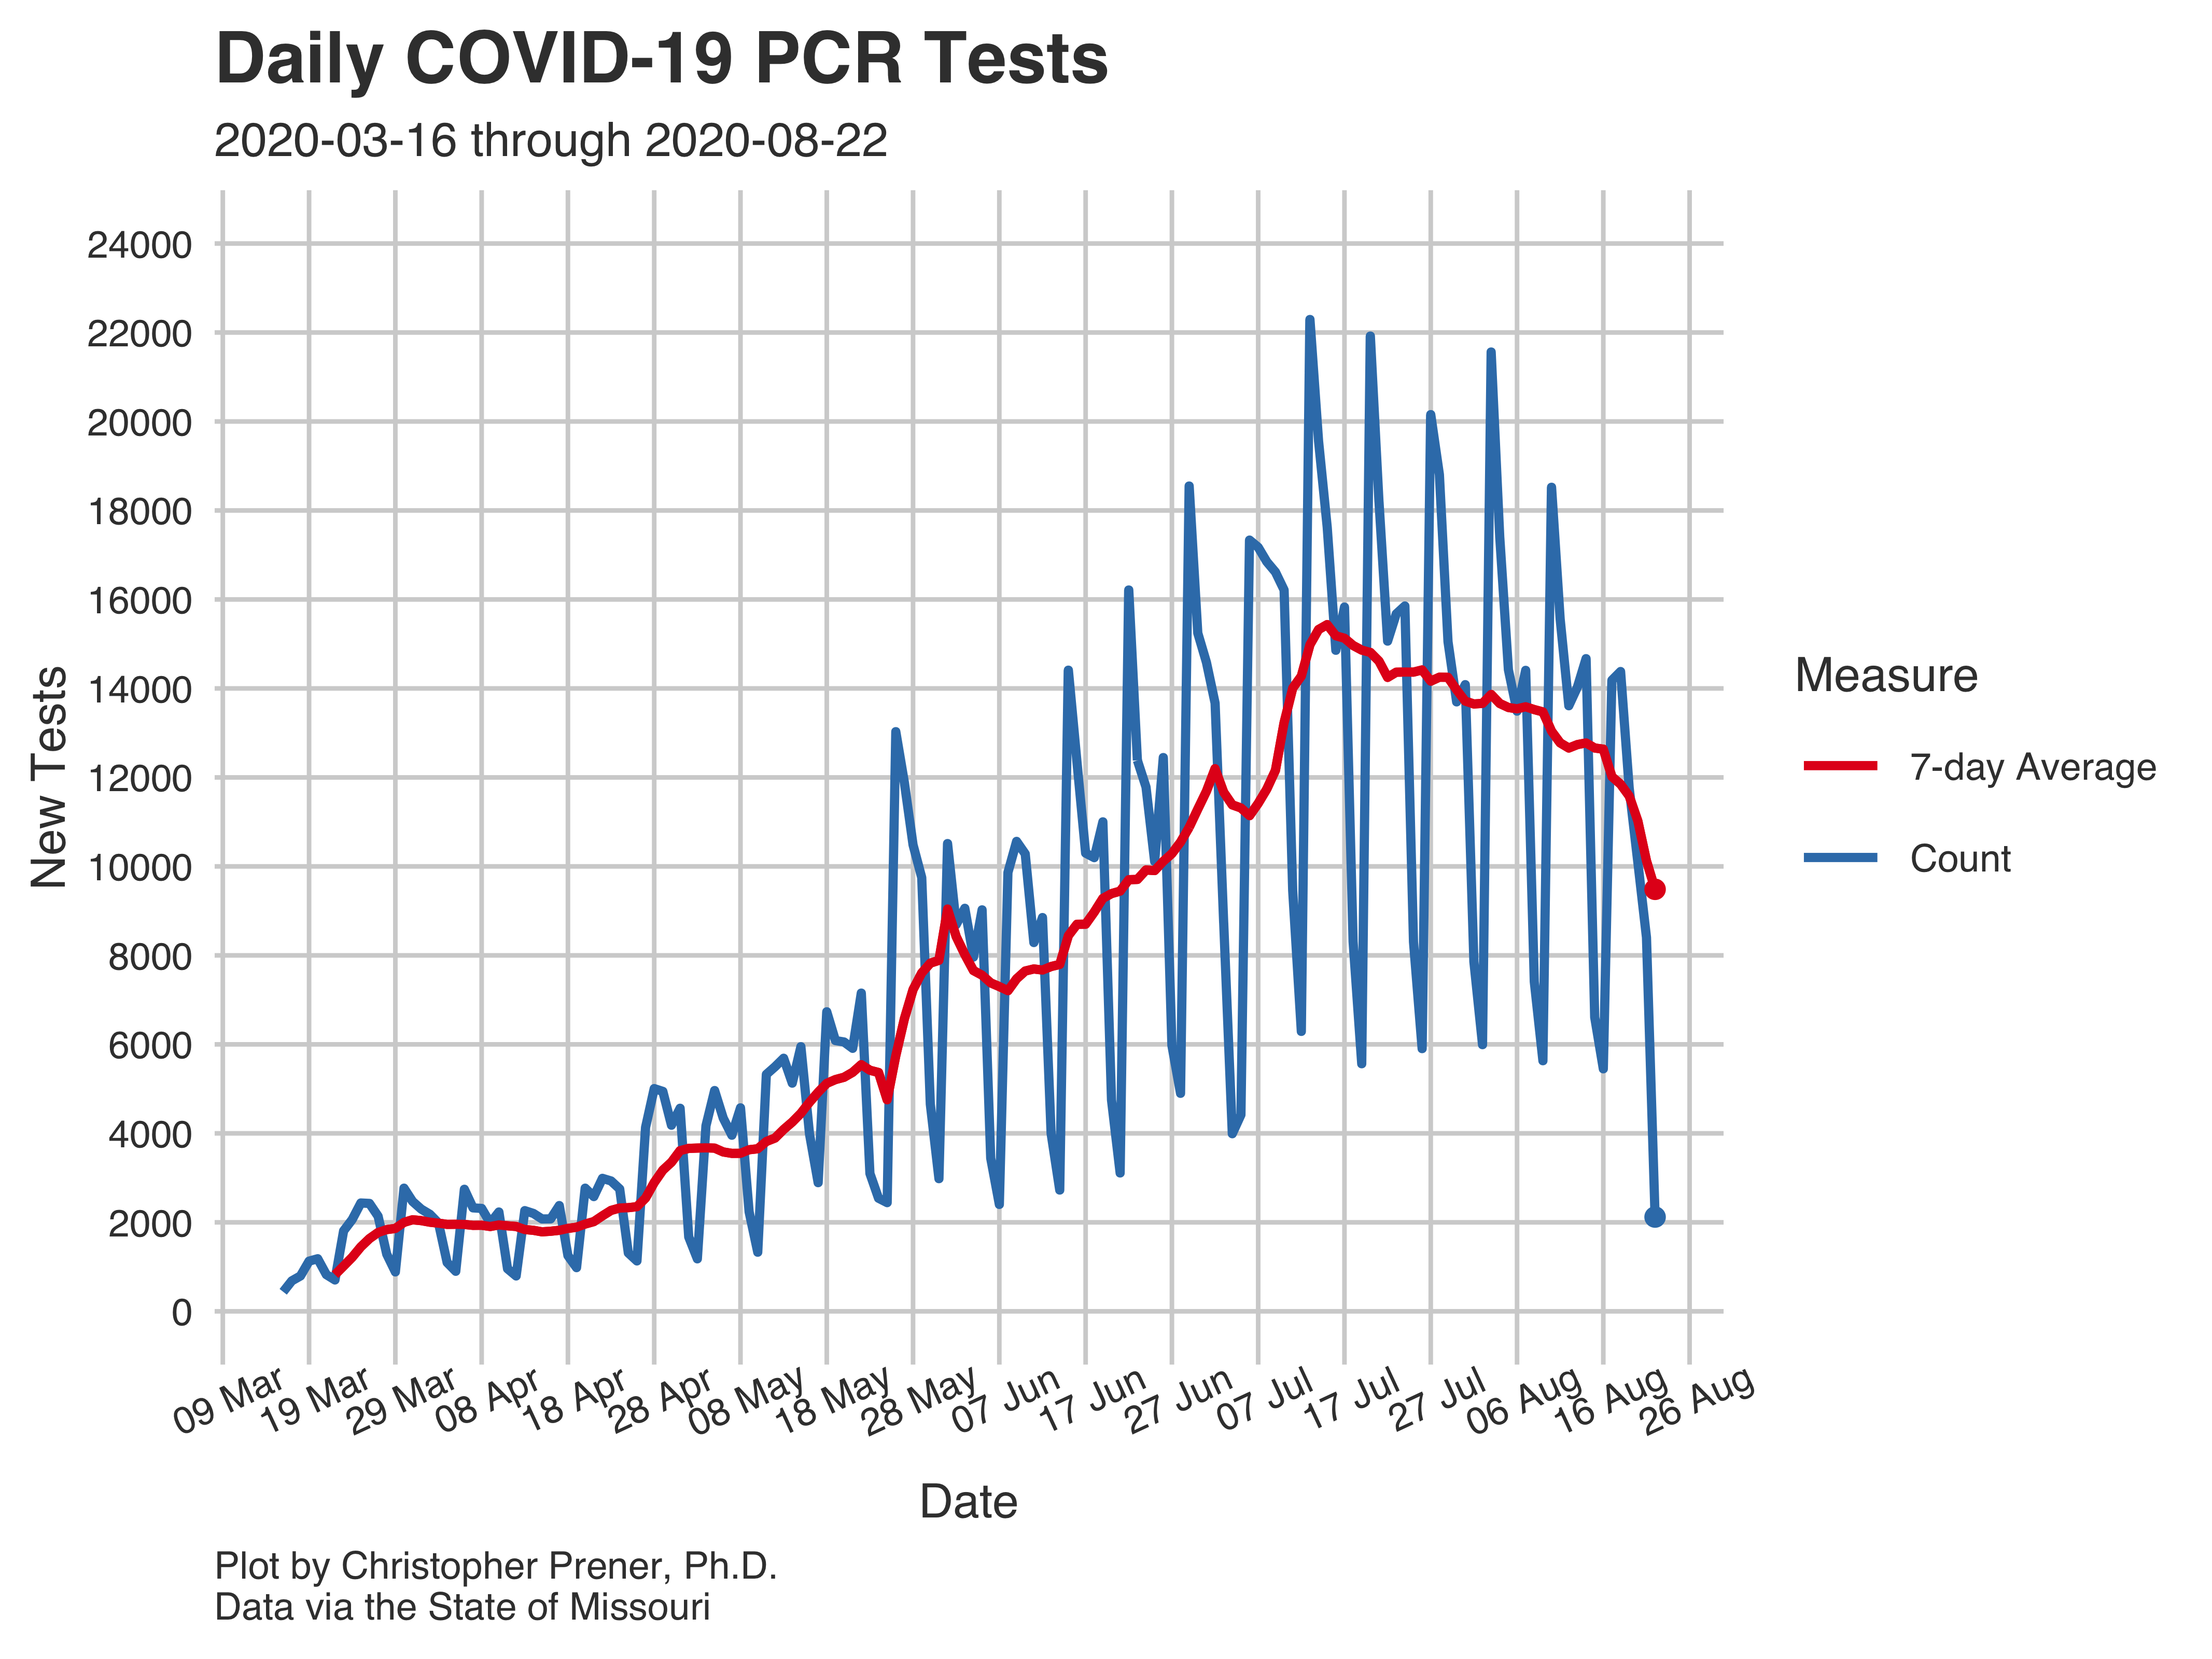 Daily COVID-19 PCR Tests
2020-03-16 through 2020-08-22
24000
22000
20000
18000
16000
14000
12000
10000
8000
6000
4000
2000
0
New Tests
09 Mar
19 Mar
29 Mar
08 Apr
18 Apr
28 Apr
08 May
18 May
28 May
07 Jun
17 Jun
27 Jun
07 Jul
17 Jul
27 Jul
06 Aug
16 Aug
26 Aug
Date
Measure
7-day Average
Count
Plot by Christopher Prener, Ph.D.
Data via the State of Missouri